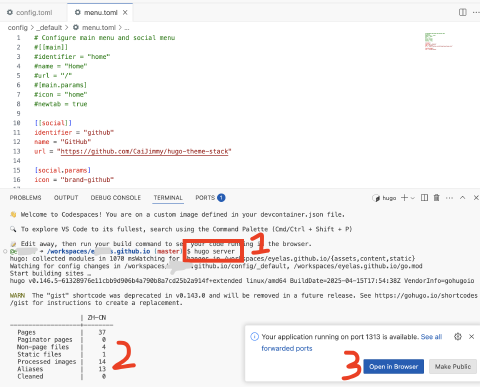 config.toml
menu.toml ×
config > _default > menu.toml
1 # Configure main menu and social menu
2 #[[main]]
3 #identifier = "home"
4 #name = "Home"
5 #url = "/"
6 #[main.params]
7 #icon = "home"
8 #newtab = true
9
10 [[social]]
11 identifier = "github"
12 name = "GitHub"
13 url = "https://github.com/CaiJimmy/hugo-theme-stack"
14
15 [social.params]
16 icon = "brand-github"
PROBLEMS OUTPUT DEBUG CONSOLE TERMINAL PORTS 1 hugo
Welcome to Codespaces! You are on a custom image defined in your devcontainer.json file.
To explore VS Code to its fullest, search using the Command Palette (Cmd/Ctrl + Shift + P)
Edit away, then run your build command to see your code running in the browser.
/workspaces/e s.github.io (master) $ hugo server
1
hugo: collected modules in 1070 ms
Watching for changes in /workspaces/eyelas.github.io/{assets,content,static}
Watching for config changes in /workspaces/ .github.io/config/_default, /workspaces/eyelas.github.io/go.mod
Start building sites …
hugo v0.146.5-6132897
extended linux/amd64 BuildDate=2025-04-15T17:54:38Z VendorInfo=gohugoio
WARN The "gist" shortcode was deprecated in v0.143.0 and will be removed in a future release. See https://gohugo.io/shortcodes
/gist for instructions to create a replacement.
| ZH-CN
Pages | 37
Paginator pages | 0
Non-page files | 4
Static files | 1
Processed images | 14
Aliases | 13
Cleaned | 0
2
Your application running on port 1313 is available. See all
forwarded ports
3
Open in Browser Make Public